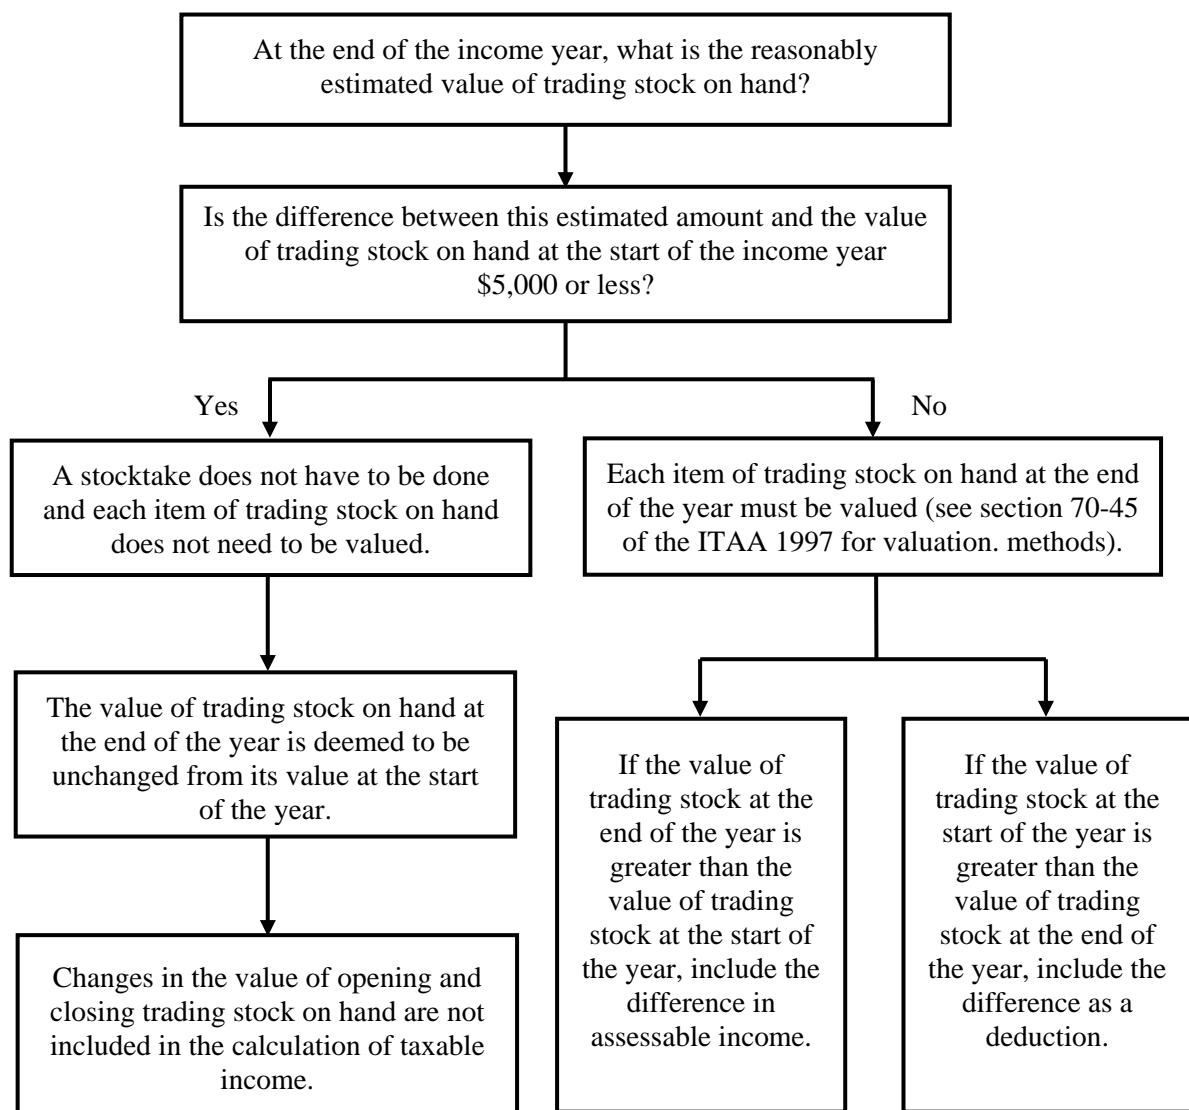 At the end of the income year, what is the reasonably
estimated value of trading stock on hand?
Is the difference between this estimated amount and the value
of trading stock on hand at the start of the income year
$5,000 or less?
Yes
No
A stocktake does not have to be done
and each item of trading stock on hand
does not need to be valued.
Each item of trading stock on hand at the end
of the year must be valued (see section 70-45
of the ITAA 1997 for valuation. methods).
The value of trading stock on hand at
the end of the year is deemed to be
unchanged from its value at the start
of the year.
Changes in the value of opening and
closing trading stock on hand are not
included in the calculation of taxable
income.
If the value of
trading stock at the
end of the year is
greater than the
value of trading
stock at the start of
the year, include the
difference in
assessable income.
If the value of
trading stock at the
start of the year is
greater than the
value of trading
stock at the end of
the year, include the
difference as a
deduction.